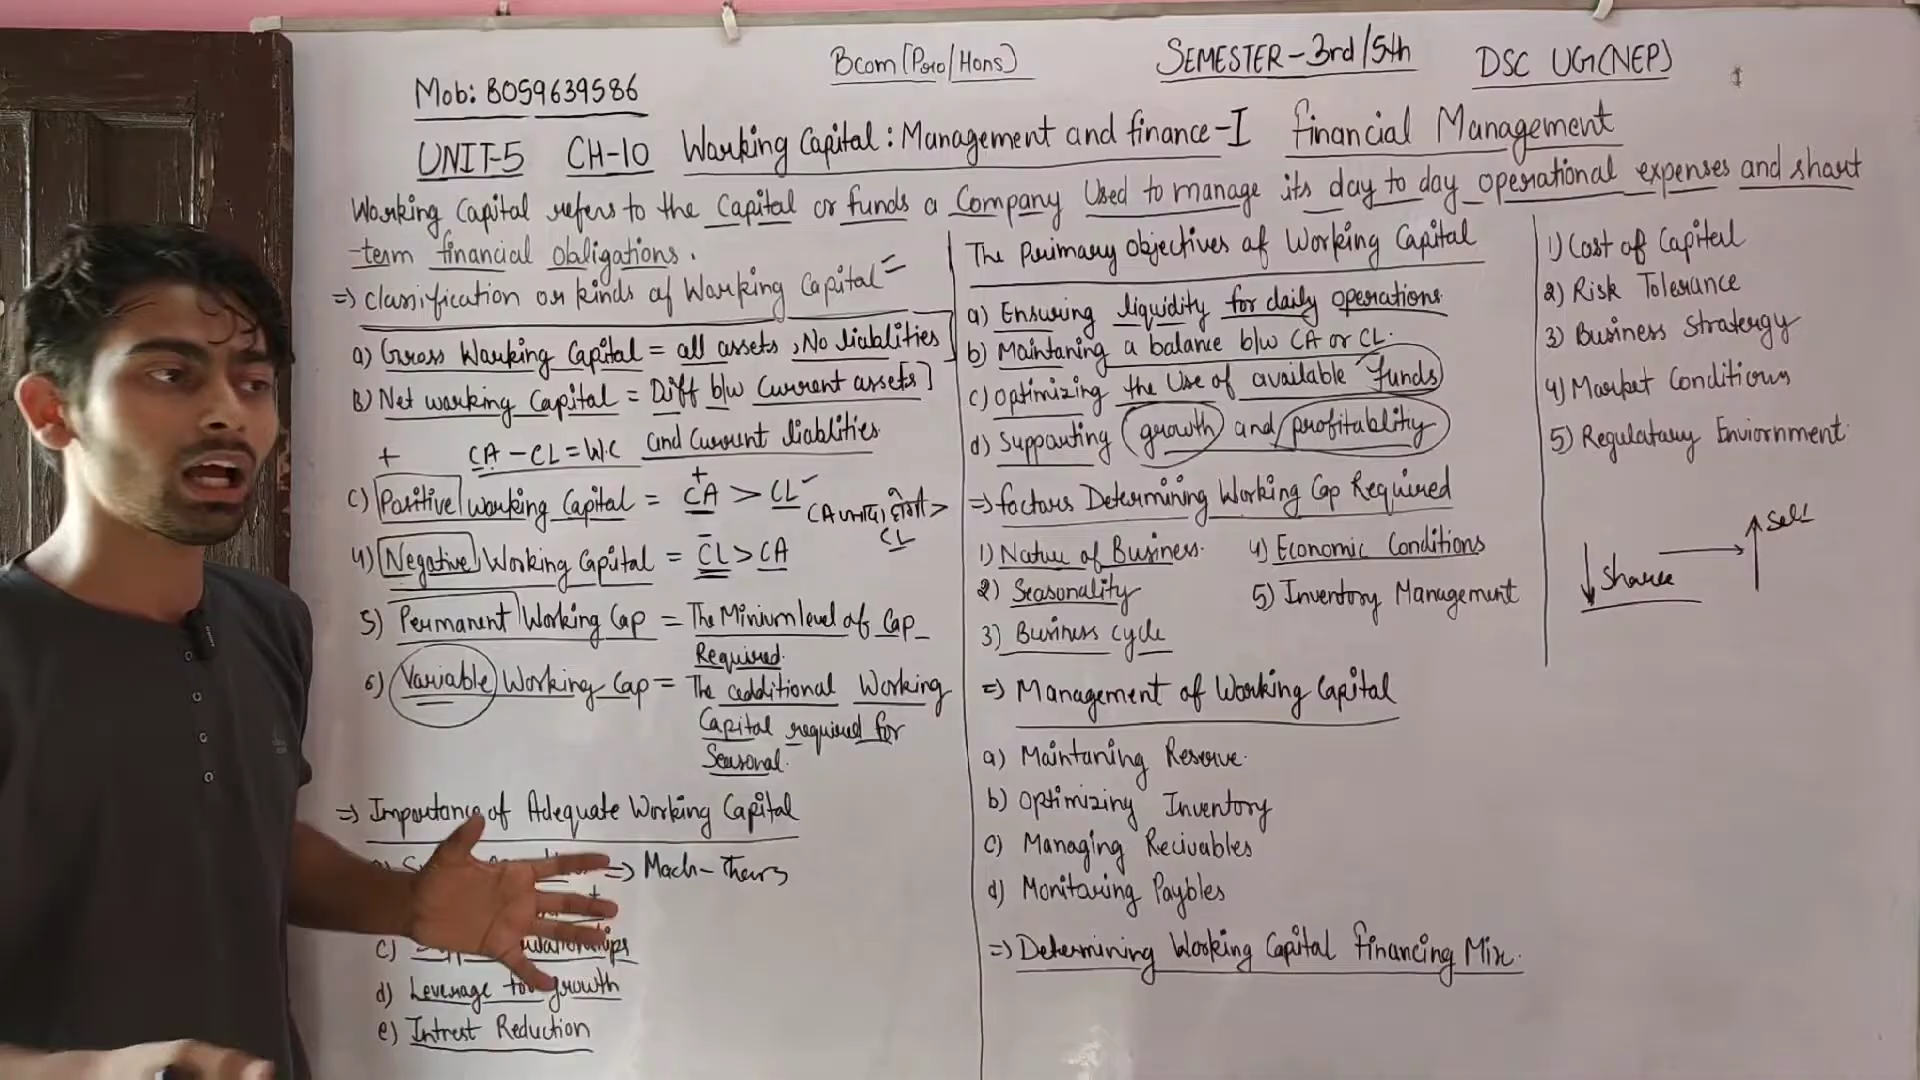 Mob: 8059639586
Bcom (Pro/Hons)
SEMESTER-3rd/5th
DSC UG(NEP)
UNIT-5 CH-10 Working Capital: Management and finance-I financial Management
Working Capital refers to the Capital or funds a Company Used to manage its day to day operational expenses and short
-term financial obligations.
=> Classification or kinds of Working Capital =
a) Gross Working Capital = all assets, No liablities
B) Net working Capital = Diff b/w Current assets]
+ CA - CL = W.C and Current liablities
C) Positive Working Capital = CA + > CL
CA ज्यादा होती > CL
4) Negative Working Capital = CL - > CA
5) Permanent Working Cap = The Minium level of Cap
Required.
6) Variable Working Cap = The additional Working
Capital required for
Seasonal.
=> Importance of Adequate Working Capital
=> Mach-
c)
d) Leverage for growth
e) Intrest Reduction
The Primary Objectives of Working Capital
a) Ensuring liquidity for daily operations.
b) Maintaning a balance b/w CA or CL.
c) Optimizing the Use of available funds
d) Supporting growth and profitablity
=> factors Determining Working Cap Required
1) Nature of Business.
2) Seasonality
3) Business cycle
4) Economic Conditions
5) Inventory Management
=> Management of Working Capital
a) Maintaning Reserve.
b) Optimizing Inventory
c) Managing Recivables
d) Monitoring Paybles
=> Determining Working Capital financing Mix.
1) Cost of Capital
2) Risk Tolerance
3) Business Stratergy
4) Market Conditions
5) Regulatary Enviornment.
↓ Share → ↑ Sell